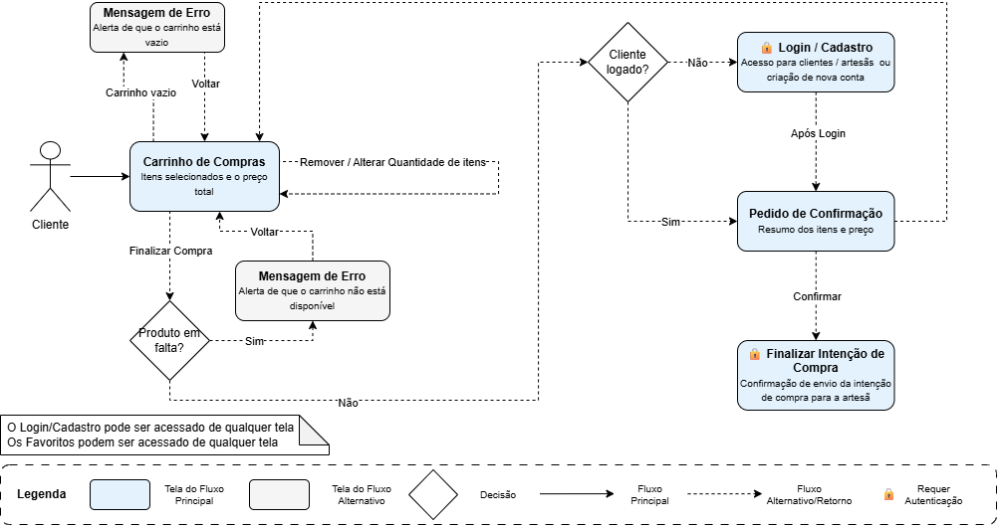 Mensagem de Erro
Alerta de que o carrinho está
vazio
Carrinho vazio
Voltar
Cliente
Carrinho de Compras
Itens selecionados e o preço
total
Remover / Alterar Quantidade de itens
Finalizar Compra
Voltar
Mensagem de Erro
Alerta de que o carrinho não está
disponível
Produto em
falta?
Sim
Não
Cliente
logado?
Não
Sim
Login / Cadastro
Acesso para clientes / artesãs ou
criação de nova conta
Após Login
Pedido de Confirmação
Resumo dos itens e preço
Confirmar
Finalizar Intenção de
Compra
Confirmação de envio da intenção
de compra para a artesã
O Login/Cadastro pode ser acessado de qualquer tela
Os Favoritos podem ser acessado de qualquer tela
Legenda
Tela do Fluxo
Principal
Tela do Fluxo
Alternativo
Decisão
Fluxo
Principal
Fluxo
Alternativo/Retorno
Requer
Autenticação